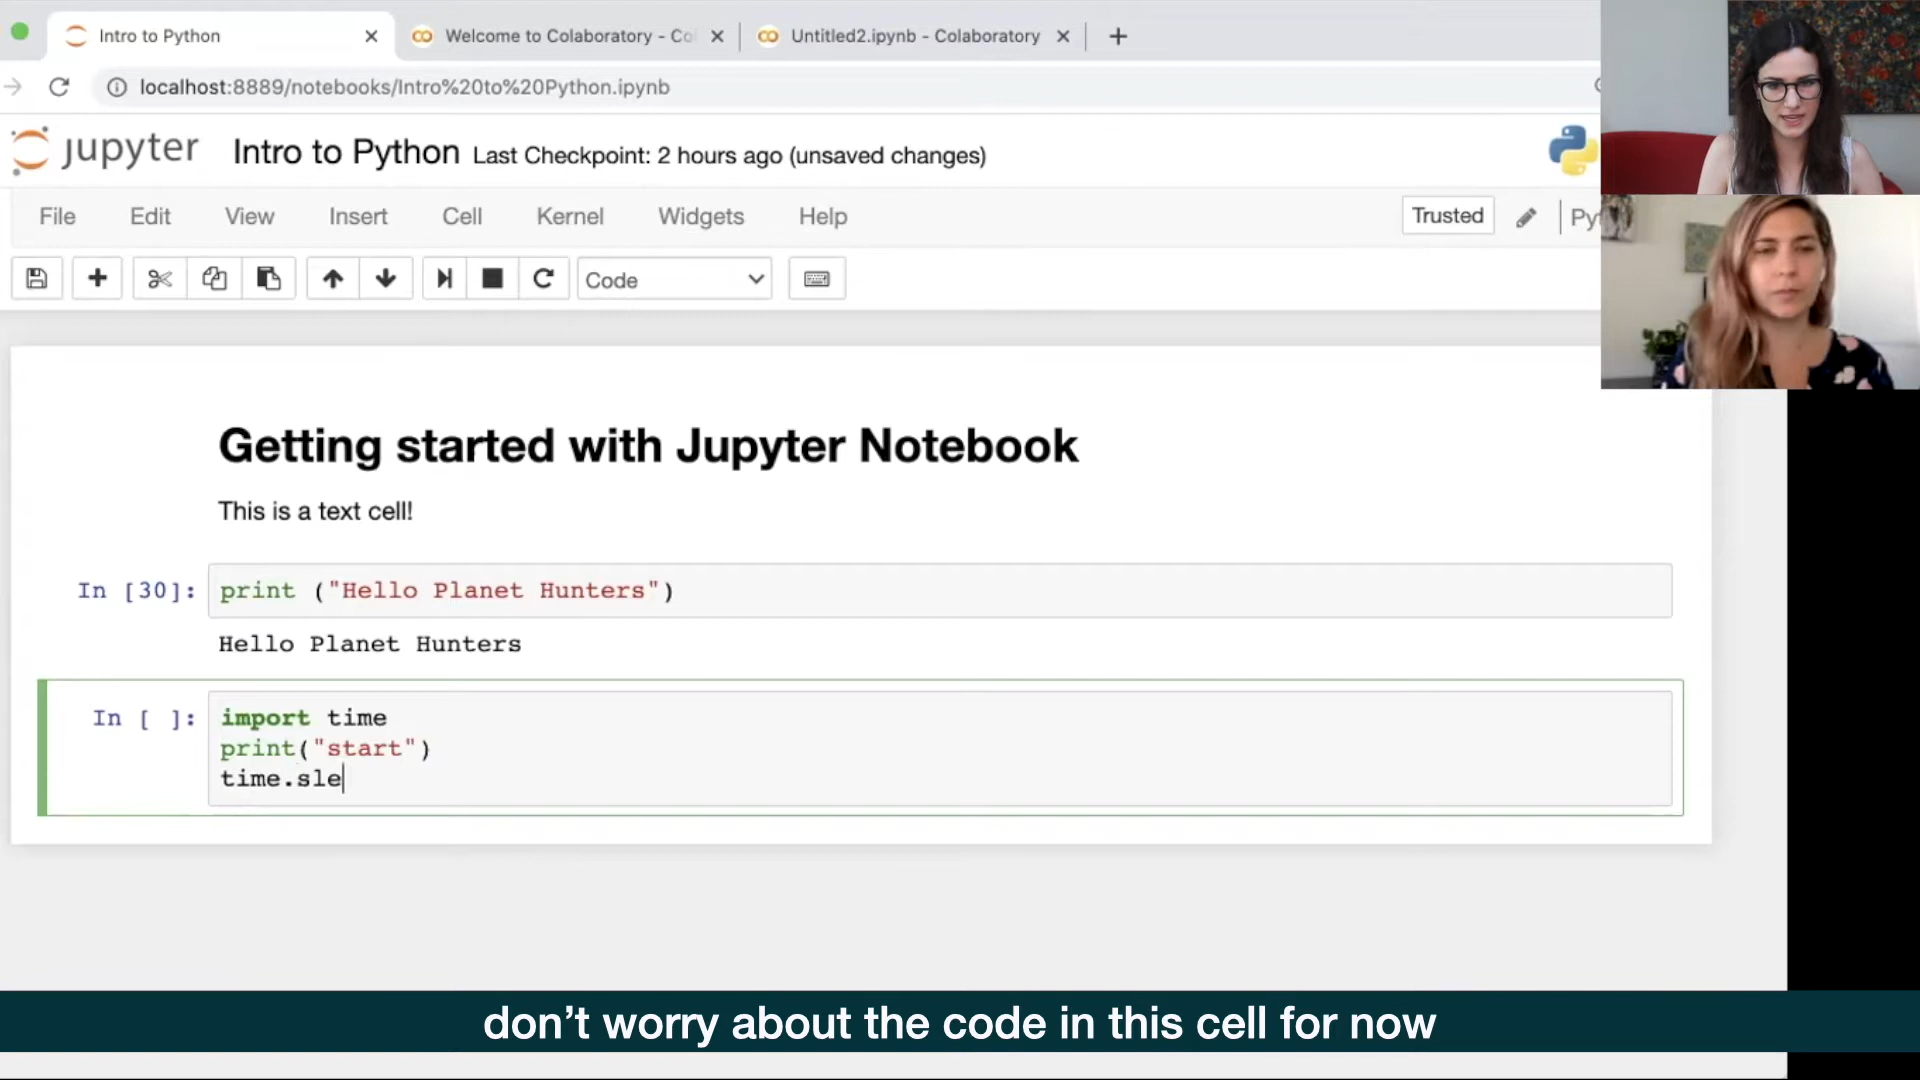 Intro to Python
Welcome to Colaboratory - Co
Untitled2.ipynb - Colaboratory
localhost:8889/notebooks/Intro%20to%20Python.ipynb
jupyter Intro to Python Last Checkpoint: 2 hours ago (unsaved changes)
File Edit View Insert Cell Kernel Widgets Help Trusted
Code
Getting started with Jupyter Notebook
This is a text cell!
In [30]: print ("Hello Planet Hunters")
Hello Planet Hunters
In [ ]: import time
print("start")
time.sle
don't worry about the code in this cell for now